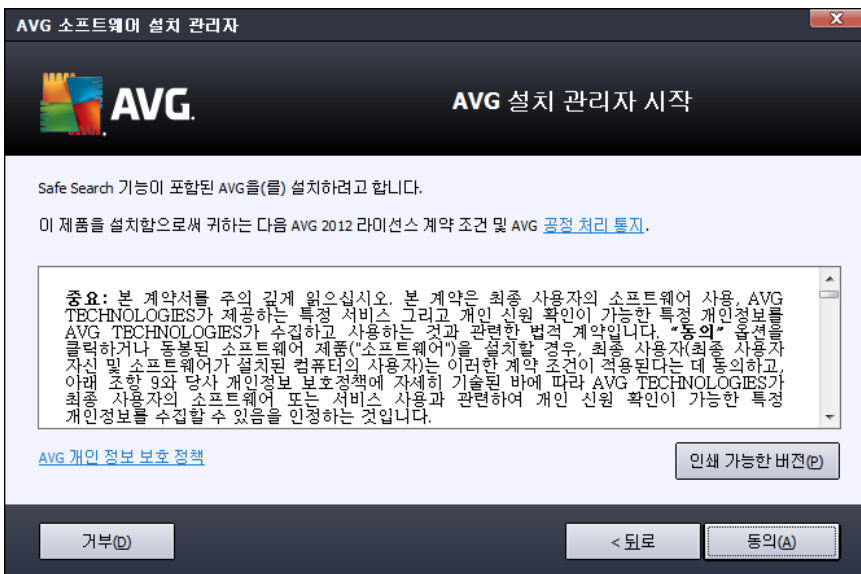 AVG 소프트웨어 설치 관리자
AVG.
AVG 설치 관리자 시작
Safe Search 기능이 포함된 AVG을(를) 설치하려고 합니다.
이 제품을 설치함으로써 귀하는 다음 AVG 2012 라이선스 계약 조건 및 AVG 공정 처리 통지.
중요: 본 계약서를 주의 깊게 읽으십시오. 본 계약은 최종 사용자의 소프트웨어 사용, AVG
TECHNOLOGIES가 제공하는 특정 서비스 그리고 개인 신원 확인이 가능한 특정 개인정보를
AVG TECHNOLOGIES가 수집하고 사용하는 것과 관련한 법적 계약입니다. “동의” 옵션을
클릭하거나 동봉된 소프트웨어 제품("소프트웨어")을 설치할 경우, 최종 사용자(최종 사용자
자신 및 소프트웨어가 설치된 컴퓨터의 사용자)는 이러한 계약 조건이 적용된다는 데 동의하고,
아래 조항 9와 당사 개인정보 보호정책에 자세히 기술된 바에 따라 AVG TECHNOLOGIES가
최종 사용자의 소프트웨어 또는 서비스 사용과 관련하여 개인 신원 확인이 가능한 특정
개인정보를 수집할 수 있음을 인정하는 것입니다.
AVG 개인 정보 보호 정책
인쇄 가능한 버전(P)
거부(D)
< 뒤로
동의(A)